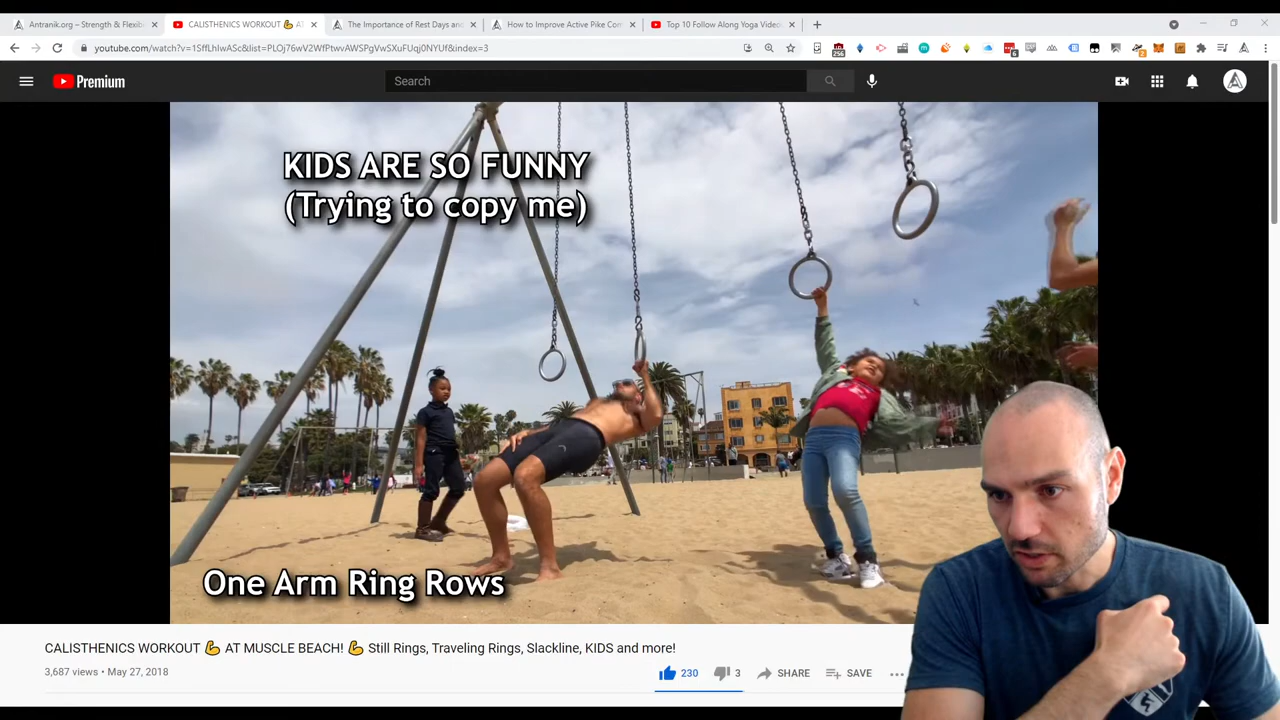 Antranik.org – Strength & Flexib
CALISTHENICS WORKOUT 💪 AT
The Importance of Rest Days and
How to Improve Active Pike Com
Top 10 Follow Along Yoga Video
youtube.com/watch?v=1SffLhIwASc&list=PLOj76wV2WfPtwvAWSPgVwSXuFUqj0NYUf&index=3
256
6
2
Premium
Search
KIDS ARE SO FUNNY
(Trying to copy me)
One Arm Ring Rows
CALISTHENICS WORKOUT 💪 AT MUSCLE BEACH! 💪 Still Rings, Traveling Rings, Slackline, KIDS and more!
3,687 views • May 27, 2018
230
3
SHARE
SAVE